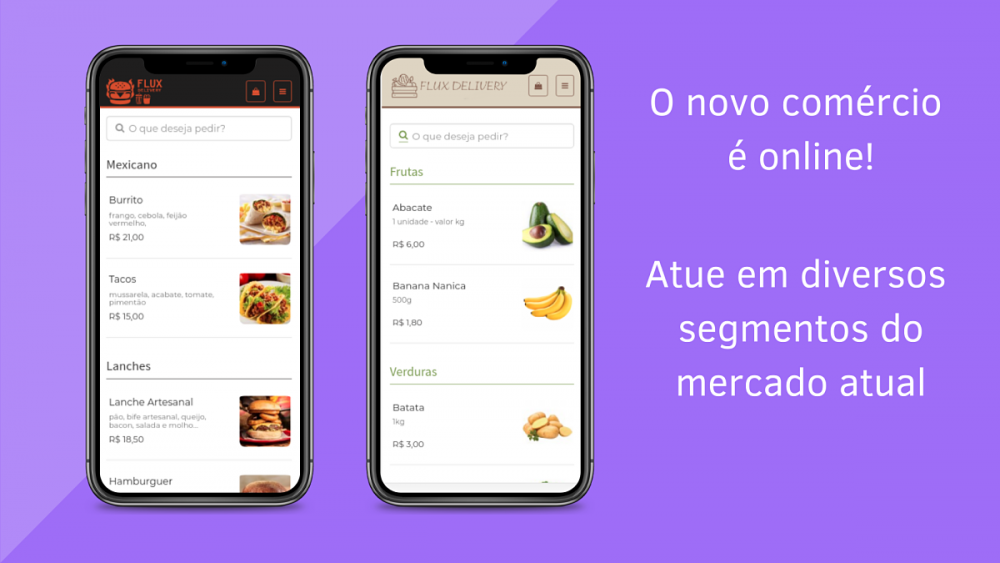 FLUX
DELIVERY
O que deseja pedir?
Mexicano
Burrito
frango, cebola, feijão
vermelho,
R$ 21,00
Tacos
mussarela, acabate, tomate,
pimentão
R$ 15,00
Lanches
Lanche Artesanal
pão, bife artesanal, queijo,
bacon, salada e molho...
R$ 18,50
Hamburguer
FLUX DELIVERY
O que deseja pedir?
Frutas
Abacate
1 unidade - valor kg
R$ 6,00
Banana Nanica
500g
R$ 1,80
Verduras
Batata
1kg
R$ 3,00
O novo comércio
é online!
Atue em diversos
segmentos do
mercado atual